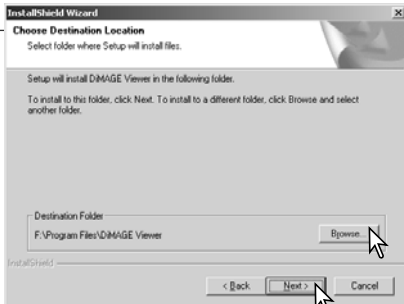 InstallShield Wizard
Choose Destination Location
Select folder where Setup will install files.
Setup will install DiMAGE Viewer in the following folder.
To install to this folder, click Next. To install to a different folder, click Browse and select
another folder.
Destination Folder
F:\Program Files\DiMAGE Viewer
Browse...
InstallShield
< Back
Next >
Cancel